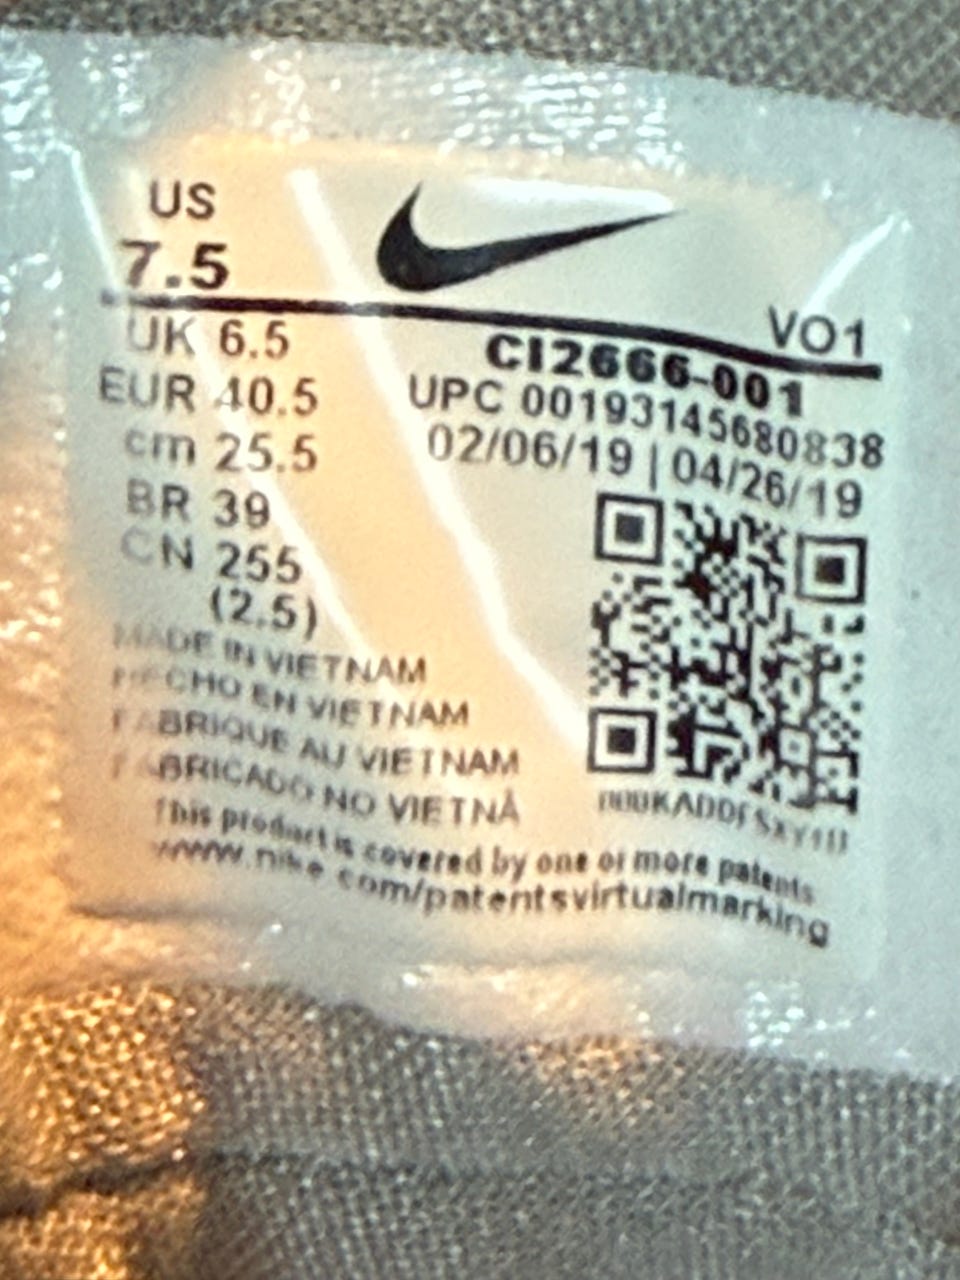 US
7.5
VO1
UK 6.5
EUR 40.5
cm 25.5
BR 39
CN 255
(2.5)
CI2666-001
UPC 00193145680838
02/06/19 | 04/26/19
MADE IN VIETNAM
HECHO EN VIETNAM
FABRIQUE AU VIETNAM
FABRICADO NO VIETNÃ
This product is covered by one or more patents
www.nike.com/patentsvirtualmarking